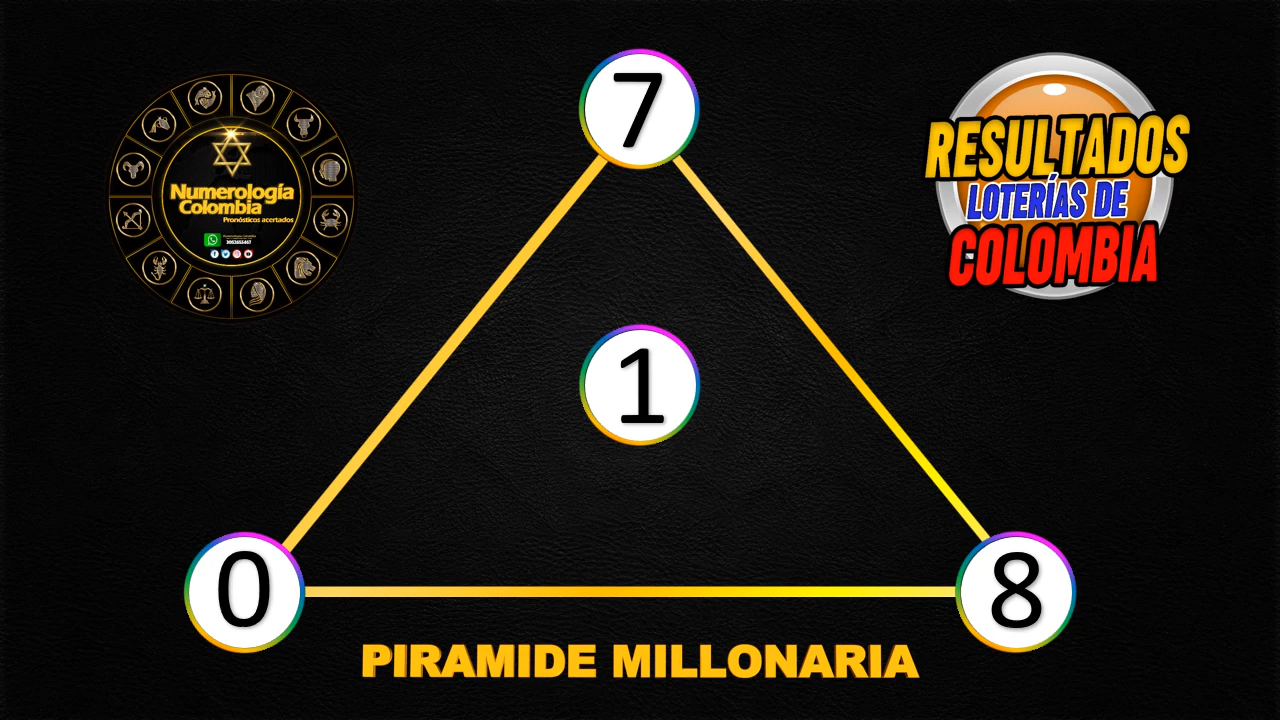 7
RESULTADOS
LOTERÍAS DE
COLOMBIA
Numerología
Colombia
Pronósticos acertados
1
0
8
PIRAMIDE MILLONARIA